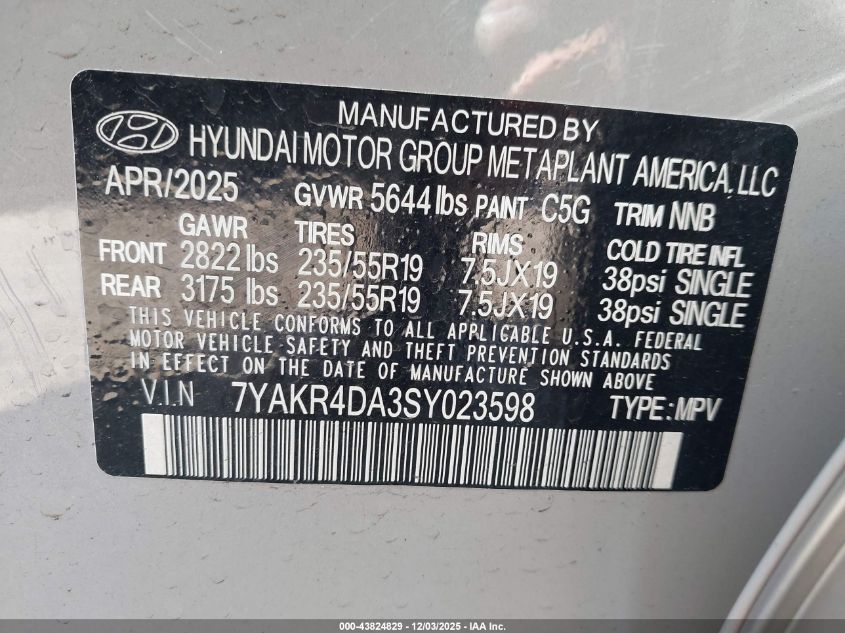 MANUFACTURED BY
HYUNDAI MOTOR GROUP METAPLANT AMERICA, LLC
APR/2025 GVWR 5644 lbs PAINT C5G TRIM NNB
GAWR TIRES RIMS COLD TIRE INFL
FRONT 2822 lbs 235/55R19 7.5JX19 38psi SINGLE
REAR 3175 lbs 235/55R19 7.5JX19 38psi SINGLE
THIS VEHICLE CONFORMS TO ALL APPLICABLE U.S.A. FEDERAL
MOTOR VEHICLE SAFETY AND THEFT PREVENTION STANDARDS
IN EFFECT ON THE DATE OF MANUFACTURE SHOWN ABOVE
V.I.N 7YAKR4DA3SY023598 TYPE:MPV
000-43824829 - 12/03/2025 - IAA Inc.